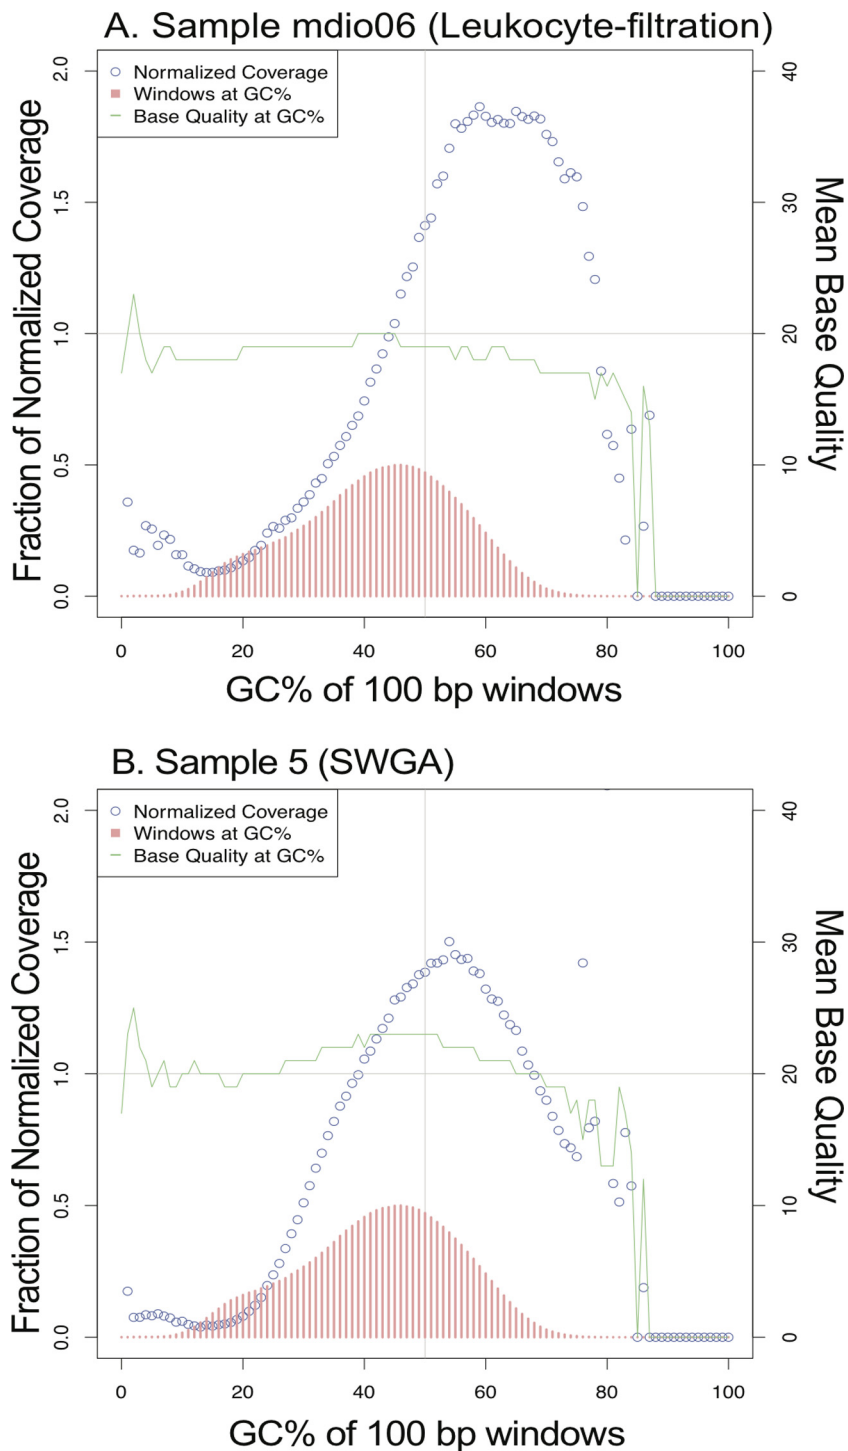 A. Sample mdio06 (Leukocyte-filtration)
Normalized Coverage
Windows at GC%
Base Quality at GC%
Fraction of Normalized Coverage
0.0 0.5 1.0 1.5 2.0
Mean Base Quality
0 10 20 30 40
0 20 40 60 80 100
GC% of 100 bp windows
B. Sample 5 (SWGA)
Normalized Coverage
Windows at GC%
Base Quality at GC%
Fraction of Normalized Coverage
0.0 0.5 1.0 1.5 2.0
Mean Base Quality
0 10 20 30 40
0 20 40 60 80 100
GC% of 100 bp windows